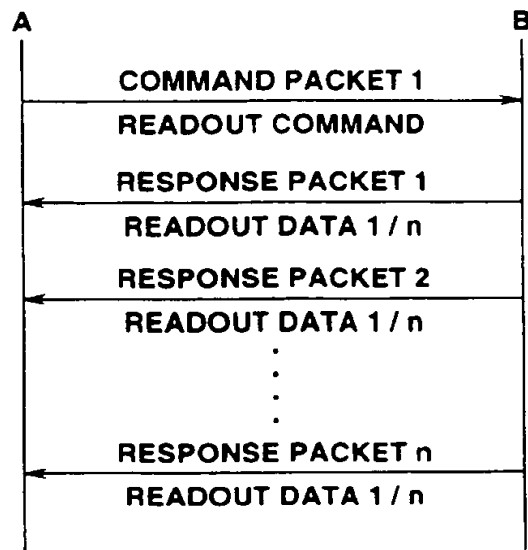 A B
COMMAND PACKET 1
READOUT COMMAND
RESPONSE PACKET 1
READOUT DATA 1 / n
RESPONSE PACKET 2
READOUT DATA 1 / n
RESPONSE PACKET n
READOUT DATA 1 / n